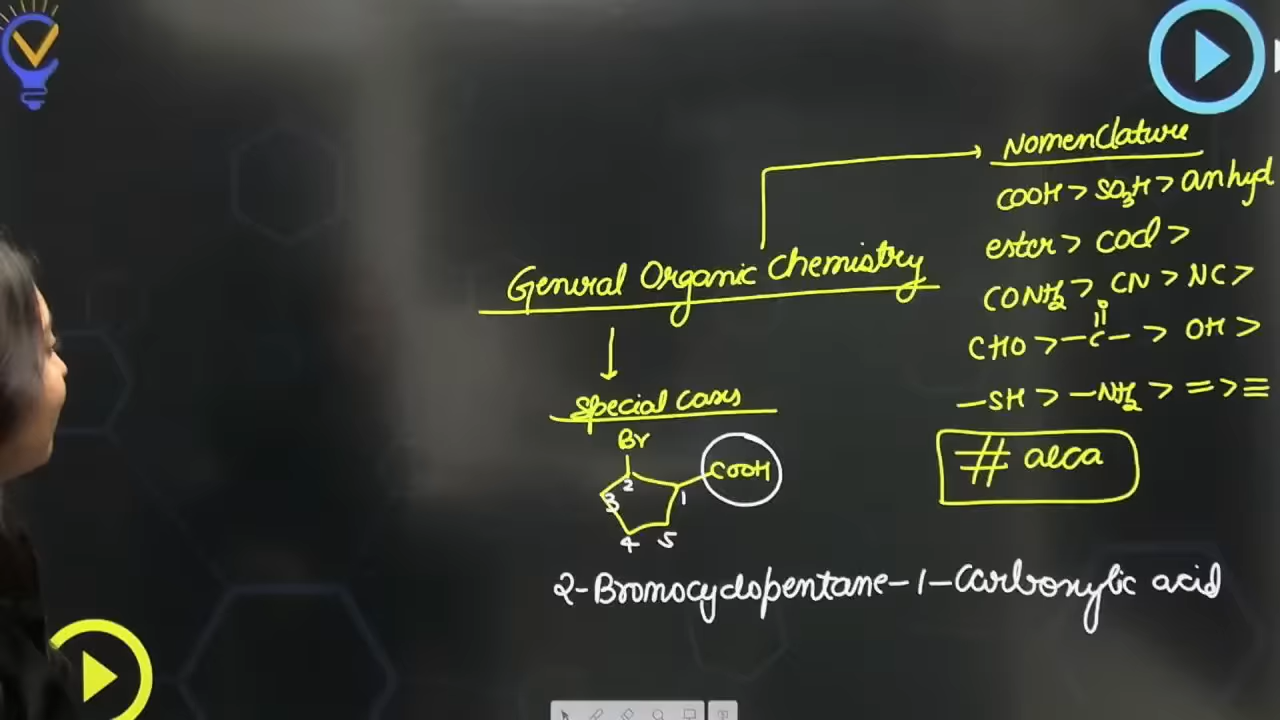 Nomenclature
COOH > SO3H > anhyd
ester > COCl >
CONH2 > CN > NC >
CHO > -C- > OH >
O
-SH > -NH2 > = > ≡
# aeca
General Organic Chemistry
Special cases
Br
COOH
1
2
3
4
5
2-Bromocyclopentane-1-Carboxylic acid